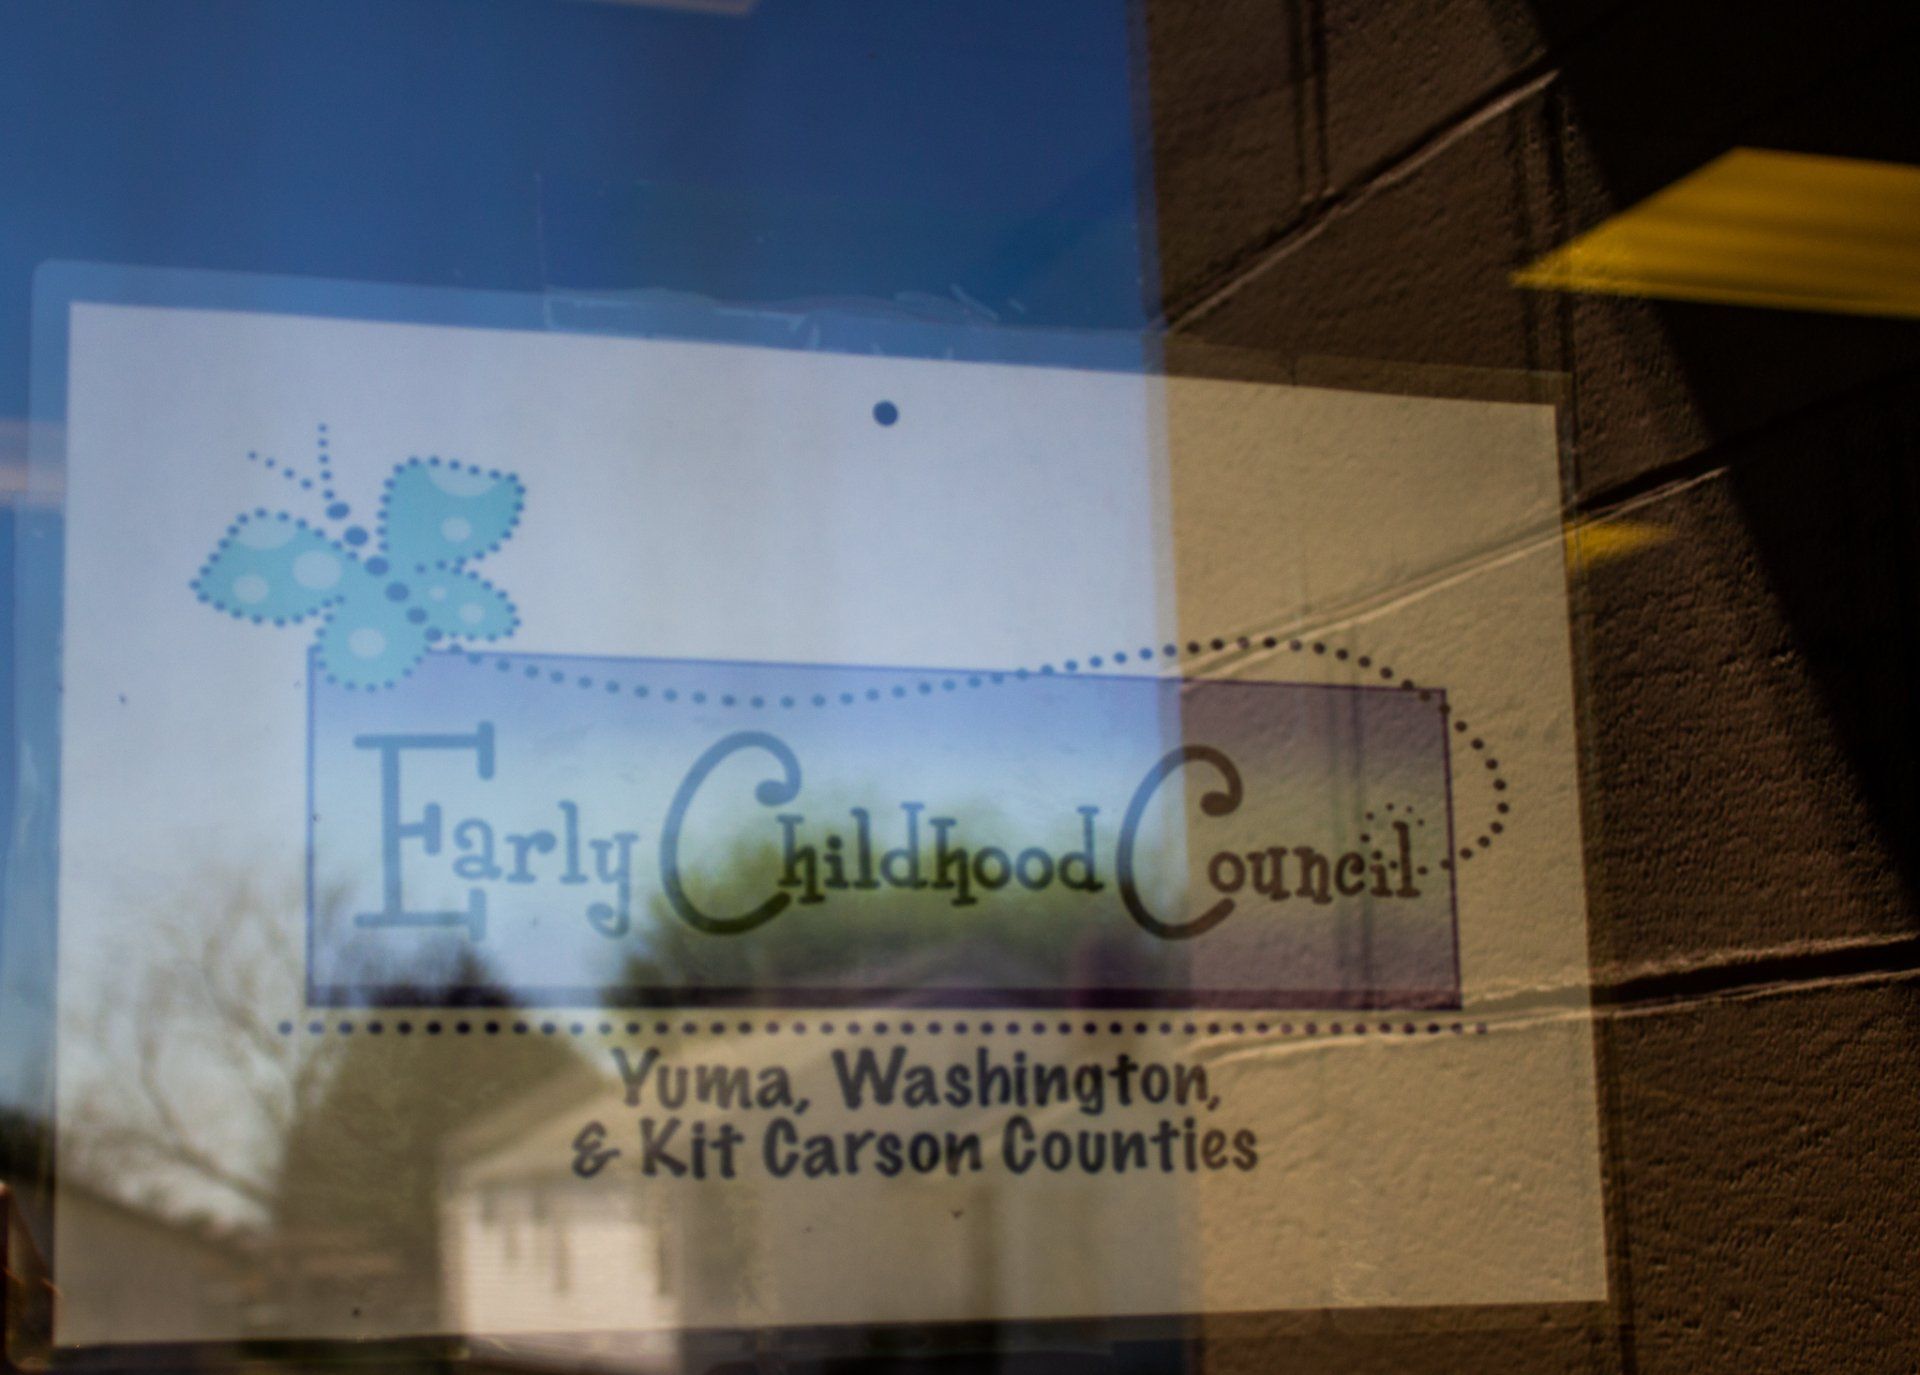 Early Childhood Council
Yuma, Washington,
& Kit Carson Counties